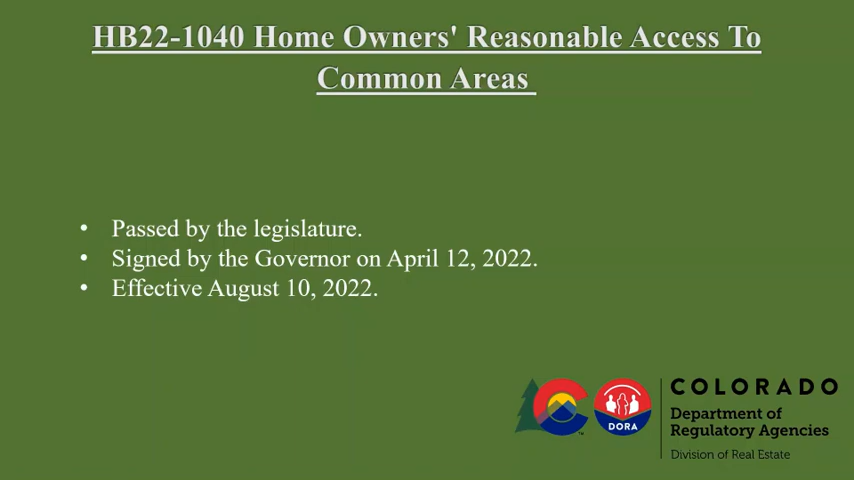 HB22-1040 Home Owners' Reasonable Access To
Common Areas
• Passed by the legislature.
• Signed by the Governor on April 12, 2022.
• Effective August 10, 2022.
COLORADO
Department of
Regulatory Agencies
Division of Real Estate
DORA
TM